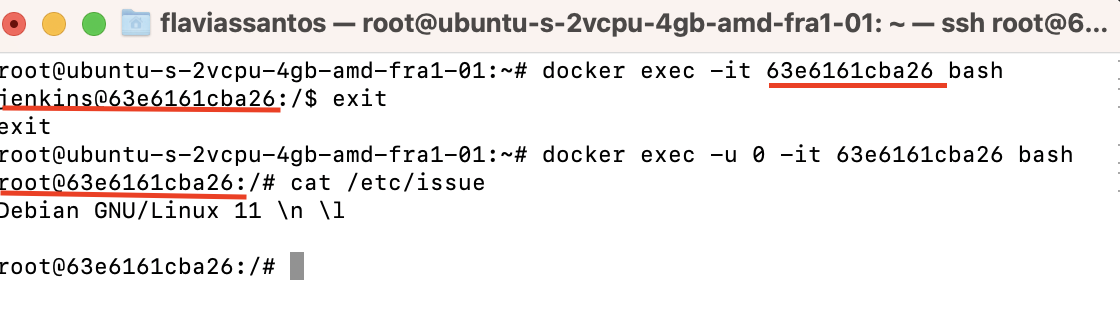 flaviassantos — root@ubuntu-s-2vcpu-4gb-amd-fra1-01: ~ — ssh root@6...
root@ubuntu-s-2vcpu-4gb-amd-fra1-01:~# docker exec -it 63e6161cba26 bash
jenkins@63e6161cba26:/$ exit
exit
root@ubuntu-s-2vcpu-4gb-amd-fra1-01:~# docker exec -u 0 -it 63e6161cba26 bash
root@63e6161cba26:/# cat /etc/issue
Debian GNU/Linux 11 \n \l
root@63e6161cba26:/#